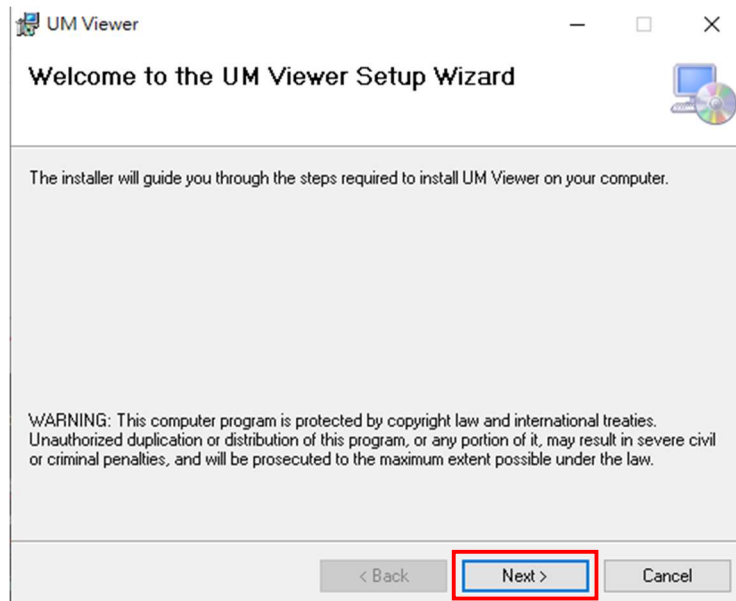 UM Viewer
Welcome to the UM Viewer Setup Wizard
The installer will guide you through the steps required to install UM Viewer on your computer.
WARNING: This computer program is protected by copyright law and international treaties.
Unauthorized duplication or distribution of this program, or any portion of it, may result in severe civil
or criminal penalties, and will be prosecuted to the maximum extent possible under the law.
< Back Next > Cancel